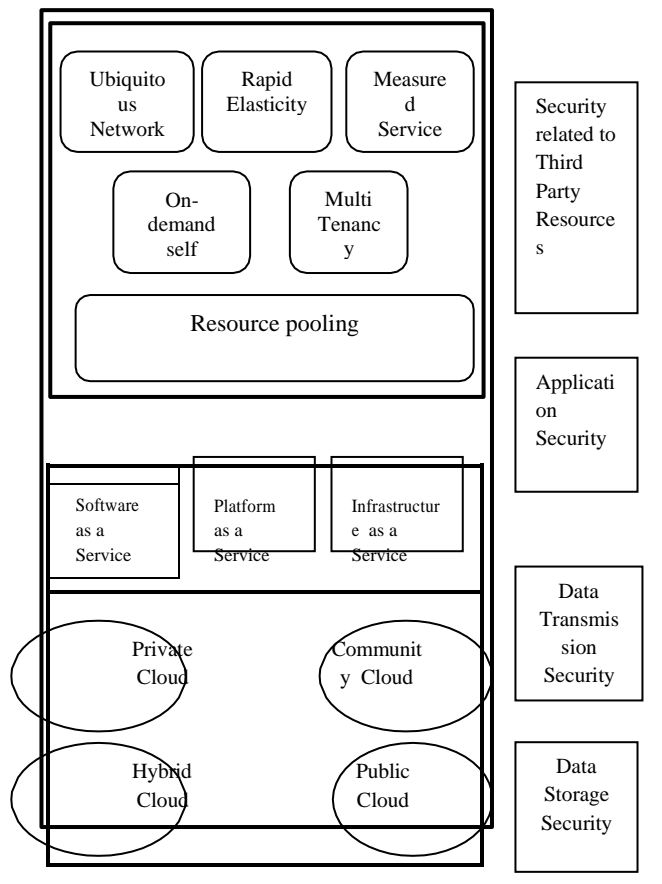 Ubiquito
us
Network
Rapid
Elasticity
Measure
d
Service
On-
demand
self
Multi
Tenanc
y
Resource pooling
Software
as a
Service
Platform
as a
Service
Infrastructur
e as a
Service
Private
Cloud
Communit
y Cloud
Hybrid
Cloud
Public
Cloud
Security
related to
Third
Party
Resource
s
Applicati
on
Security
Data
Transmis
sion
Security
Data
Storage
Security